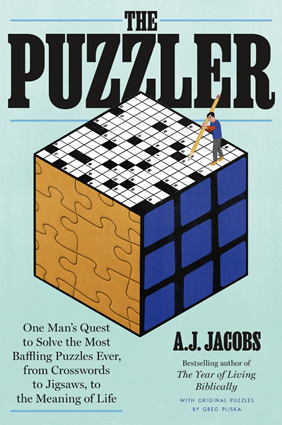 THE
PUZZLER
One Man's Quest
to Solve the Most
Baffling Puzzles Ever,
from Crosswords
to Jigsaws, to
the Meaning of Life
A.J. JACOBS
Bestselling author of
The Year of Living
Biblically
WITH ORIGINAL PUZZLES
BY GREG PLISKA